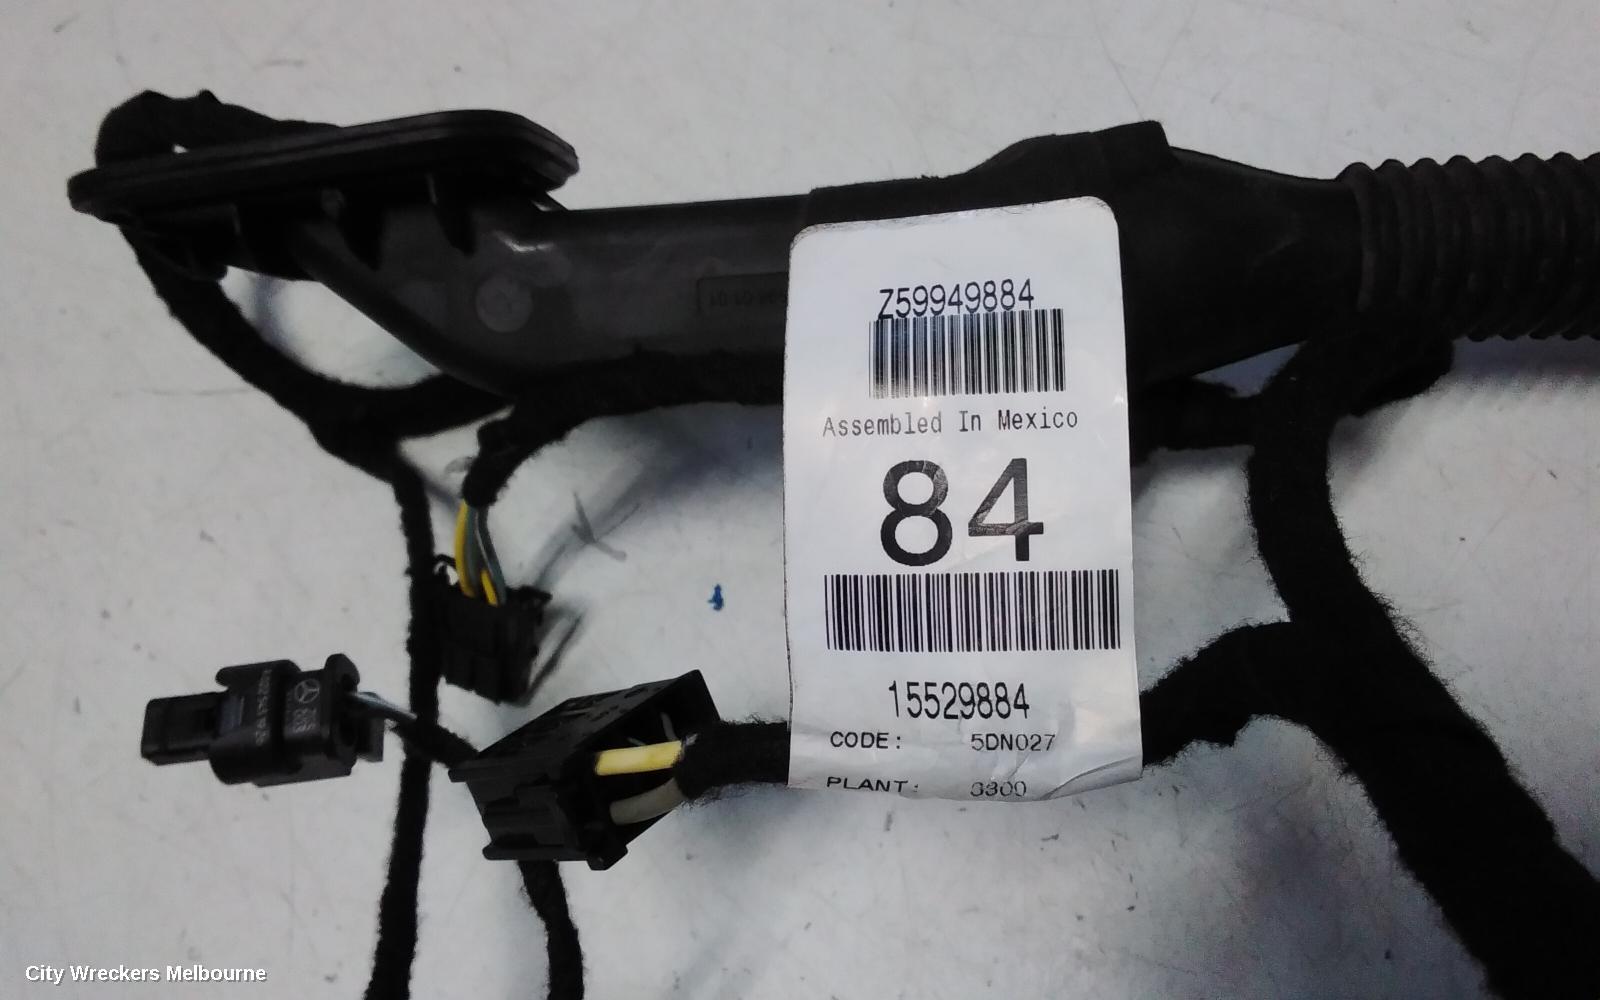 Z59949884
Assembled In Mexico
84
15529884
CODE: 5DN027
PLANT: 3300
City Wreckers Melbourne